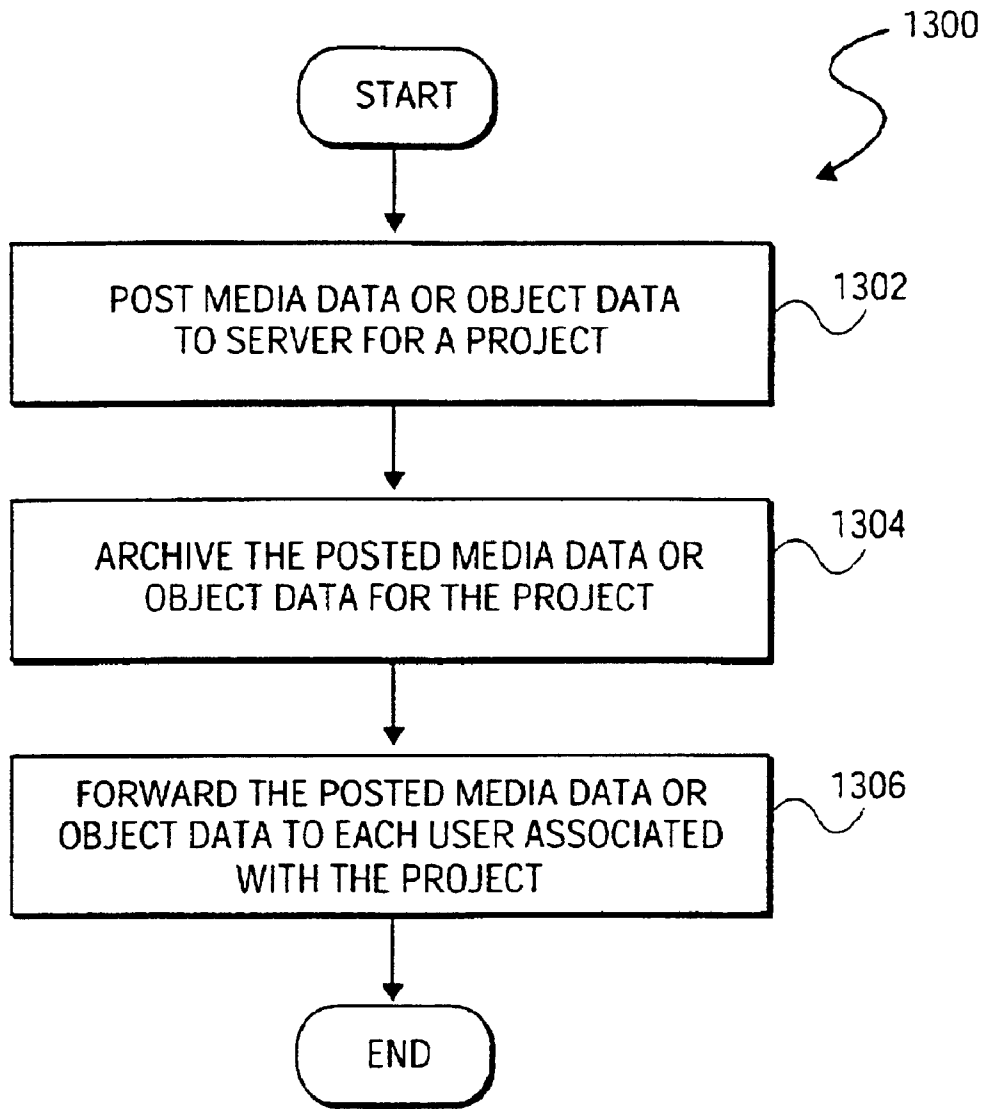 1300
START
POST MEDIA DATA OR OBJECT DATA
TO SERVER FOR A PROJECT
1302
ARCHIVE THE POSTED MEDIA DATA OR
OBJECT DATA FOR THE PROJECT
1304
FORWARD THE POSTED MEDIA DATA OR
OBJECT DATA TO EACH USER ASSOCIATED
WITH THE PROJECT
1306
END